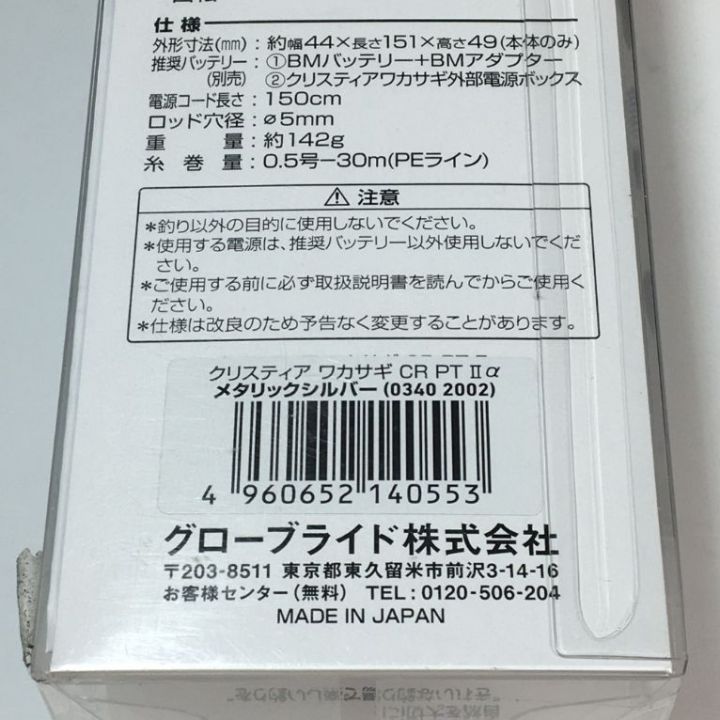 仕様
外形寸法(mm)：約幅44×長さ151×高さ49(本体のみ)
推奨バッテリー：①BMバッテリー+BMアダプター
(別売)　②クリスティアワカサギ外部電源ボックス
電源コード長さ：150cm
ロッド穴径：ø5mm
重量：約142g
糸巻量：0.5号−30m(PEライン)
⚠ 注意
＊釣り以外の目的に使用しないでください。
＊使用する電源は、推奨バッテリー以外使用しないでくだ
さい。
＊ご使用する前に必ず取扱説明書を読んでからご使用く
ださい。
＊仕様は改良のため予告なく変更することがあります。
クリスティア ワカサギ CR PT Ⅱα
メタリックシルバー(0340 2002)
4 960652 140553
グローブライド株式会社
〒203-8511 東京都東久留米市前沢3-14-16
お客様センター(無料) TEL：0120-506-204
MADE IN JAPAN